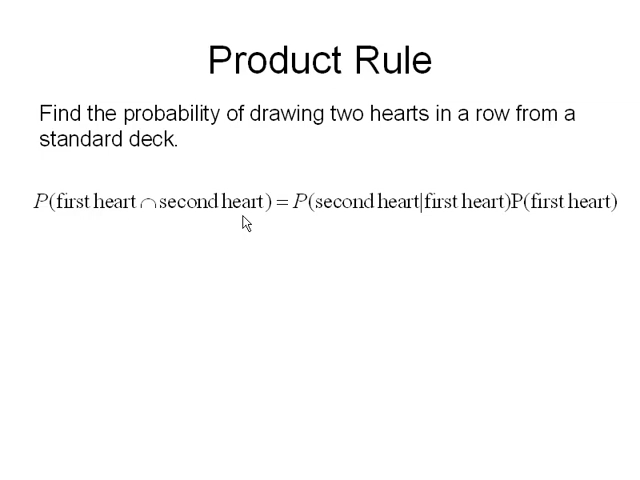 Product Rule
Find the probability of drawing two hearts in a row from a
standard deck.
P(first heart ∩ second heart) = P(second heart|first heart)P(first heart)